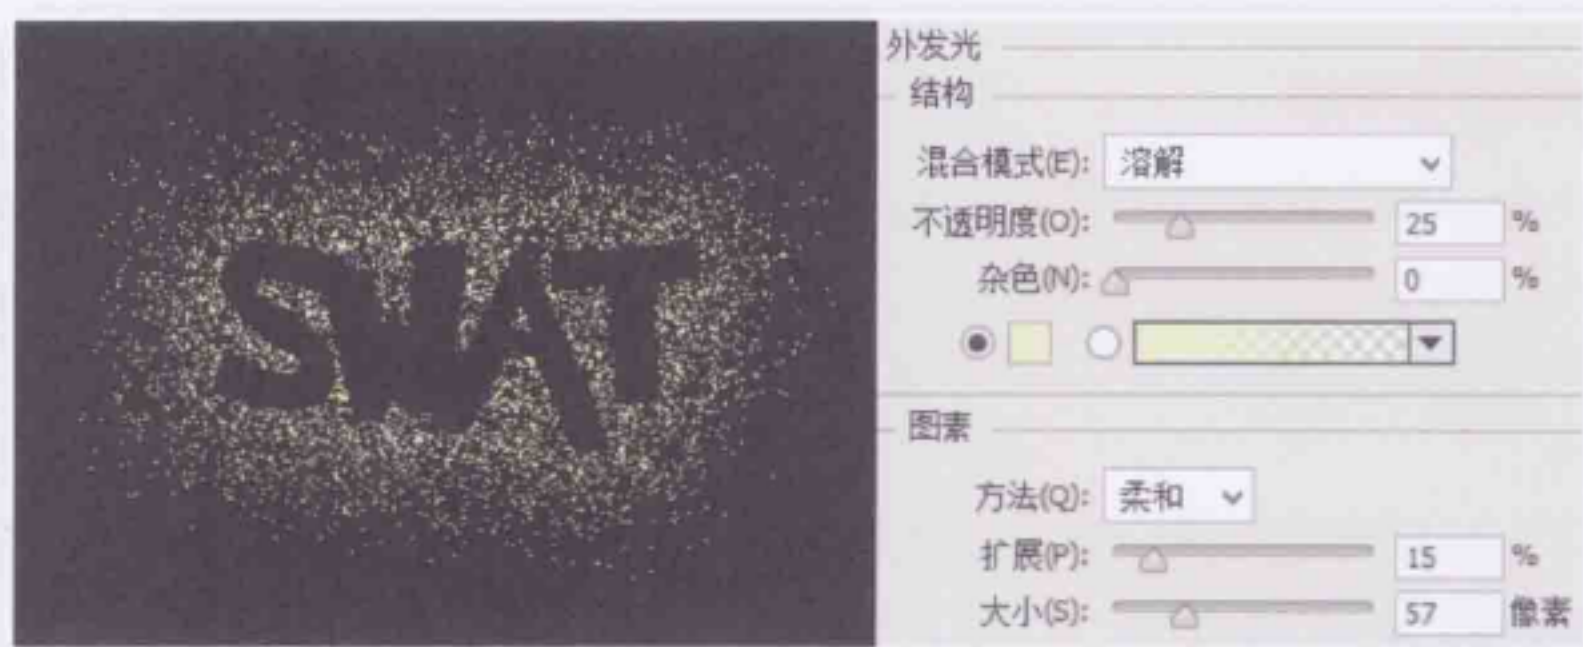 SWAT
外发光
结构
混合模式(E): 溶解
不透明度(O): 25 %
杂色(N): 0 %
图素
方法(Q): 柔和
扩展(P): 15 %
大小(S): 57 像素